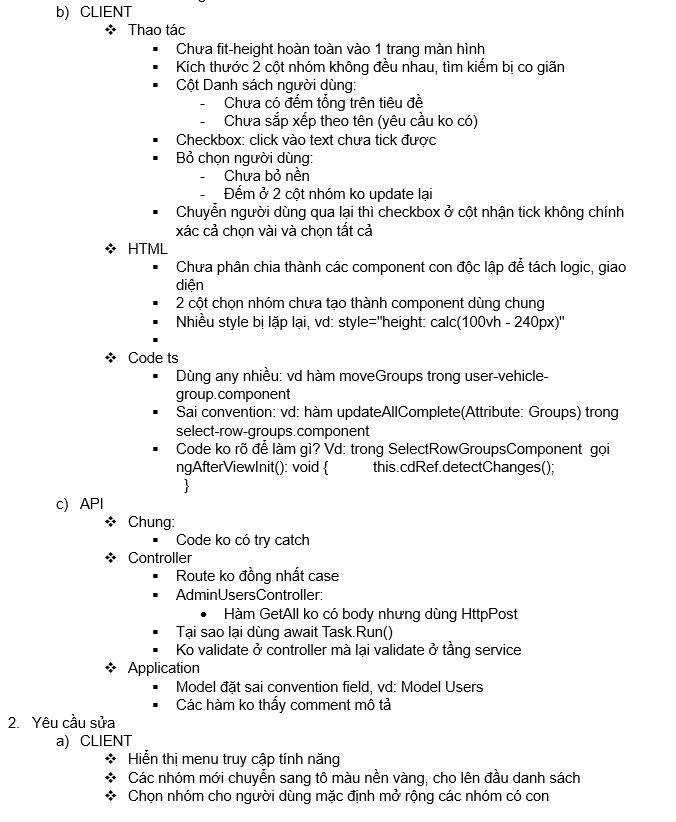 b) CLIENT
❖ Thao tác
▪ Chưa fit-height hoàn toàn vào 1 trang màn hình
▪ Kích thước 2 cột nhóm không đều nhau, tìm kiếm bị co giãn
▪ Cột Danh sách người dùng:
- Chưa có đếm tổng trên tiêu đề
- Chưa sắp xếp theo tên (yêu cầu ko có)
▪ Checkbox: click vào text chưa tick được
▪ Bỏ chọn người dùng:
- Chưa bỏ nền
- Đếm ở 2 cột nhóm ko update lại
▪ Chuyển người dùng qua lại thì checkbox ở cột nhận tick không chính
xác cả chọn vài và chọn tất cả
❖ HTML
▪ Chưa phân chia thành các component con độc lập để tách logic, giao
diện
▪ 2 cột chọn nhóm chưa tạo thành component dùng chung
▪ Nhiều style bị lặp lại, vd: style="height: calc(100vh - 240px)"
▪
❖ Code ts
▪ Dùng any nhiều: vd hàm moveGroups trong user-vehicle-
group.component
▪ Sai convention: vd: hàm updateAllComplete(Attribute: Groups) trong
select-row-groups.component
▪ Code ko rõ để làm gì? Vd: trong SelectRowGroupsComponent gọi
ngAfterViewInit(): void { this.cdRef.detectChanges();
}
c) API
❖ Chung:
▪ Code ko có try catch
❖ Controller
▪ Route ko đồng nhất case
▪ AdminUsersController:
• Hàm GetAll ko có body nhưng dùng HttpPost
▪ Tại sao lại dùng await Task.Run()
▪ Ko validate ở controller mà lại validate ở tầng service
❖ Application
▪ Model đặt sai convention field, vd: Model Users
▪ Các hàm ko thấy comment mô tả
2. Yêu cầu sửa
a) CLIENT
❖ Hiển thị menu truy cập tính năng
❖ Các nhóm mới chuyển sang tô màu nền vàng, cho lên đầu danh sách
❖ Chọn nhóm cho người dùng mặc định mở rộng các nhóm có con